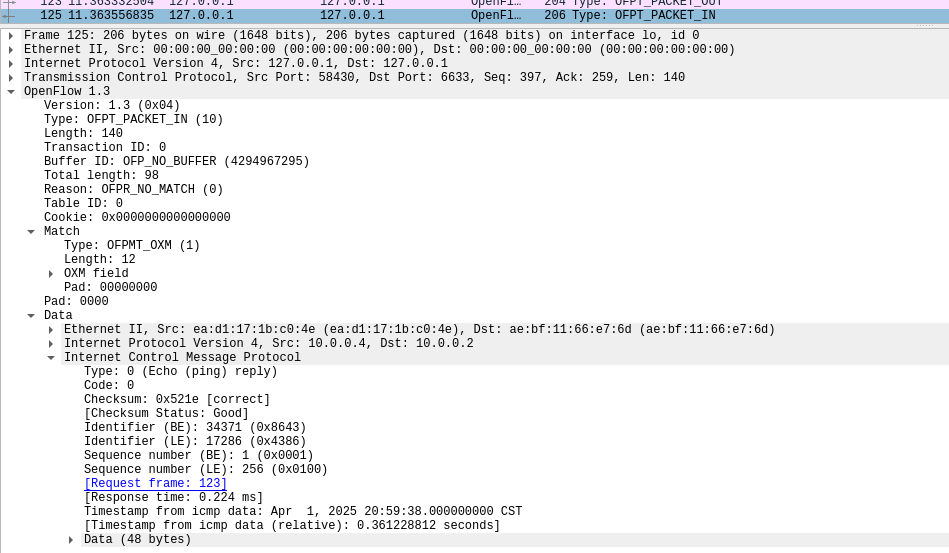 123 11.363332504 127.0.0.1 127.0.0.1 OpenFl… 204 Type: OFPT_PACKET_OUT
125 11.363556835 127.0.0.1 127.0.0.1 OpenFl… 206 Type: OFPT_PACKET_IN
Frame 125: 206 bytes on wire (1648 bits), 206 bytes captured (1648 bits) on interface lo, id 0
Ethernet II, Src: 00:00:00_00:00:00 (00:00:00:00:00:00), Dst: 00:00:00_00:00:00 (00:00:00:00:00:00)
Internet Protocol Version 4, Src: 127.0.0.1, Dst: 127.0.0.1
Transmission Control Protocol, Src Port: 58430, Dst Port: 6633, Seq: 397, Ack: 259, Len: 140
OpenFlow 1.3
Version: 1.3 (0x04)
Type: OFPT_PACKET_IN (10)
Length: 140
Transaction ID: 0
Buffer ID: OFP_NO_BUFFER (4294967295)
Total length: 98
Reason: OFPR_NO_MATCH (0)
Table ID: 0
Cookie: 0x0000000000000000
Match
Type: OFPMT_OXM (1)
Length: 12
OXM field
Pad: 00000000
Pad: 0000
Data
Ethernet II, Src: ea:d1:17:1b:c0:4e (ea:d1:17:1b:c0:4e), Dst: ae:bf:11:66:e7:6d (ae:bf:11:66:e7:6d)
Internet Protocol Version 4, Src: 10.0.0.4, Dst: 10.0.0.2
Internet Control Message Protocol
Type: 0 (Echo (ping) reply)
Code: 0
Checksum: 0x521e [correct]
[Checksum Status: Good]
Identifier (BE): 34371 (0x8643)
Identifier (LE): 17286 (0x4386)
Sequence number (BE): 1 (0x0001)
Sequence number (LE): 256 (0x0100)
[Request frame: 123]
[Response time: 0.224 ms]
Timestamp from icmp data: Apr  1, 2025 20:59:38.000000000 CST
[Timestamp from icmp data (relative): 0.361228812 seconds]
Data (48 bytes)